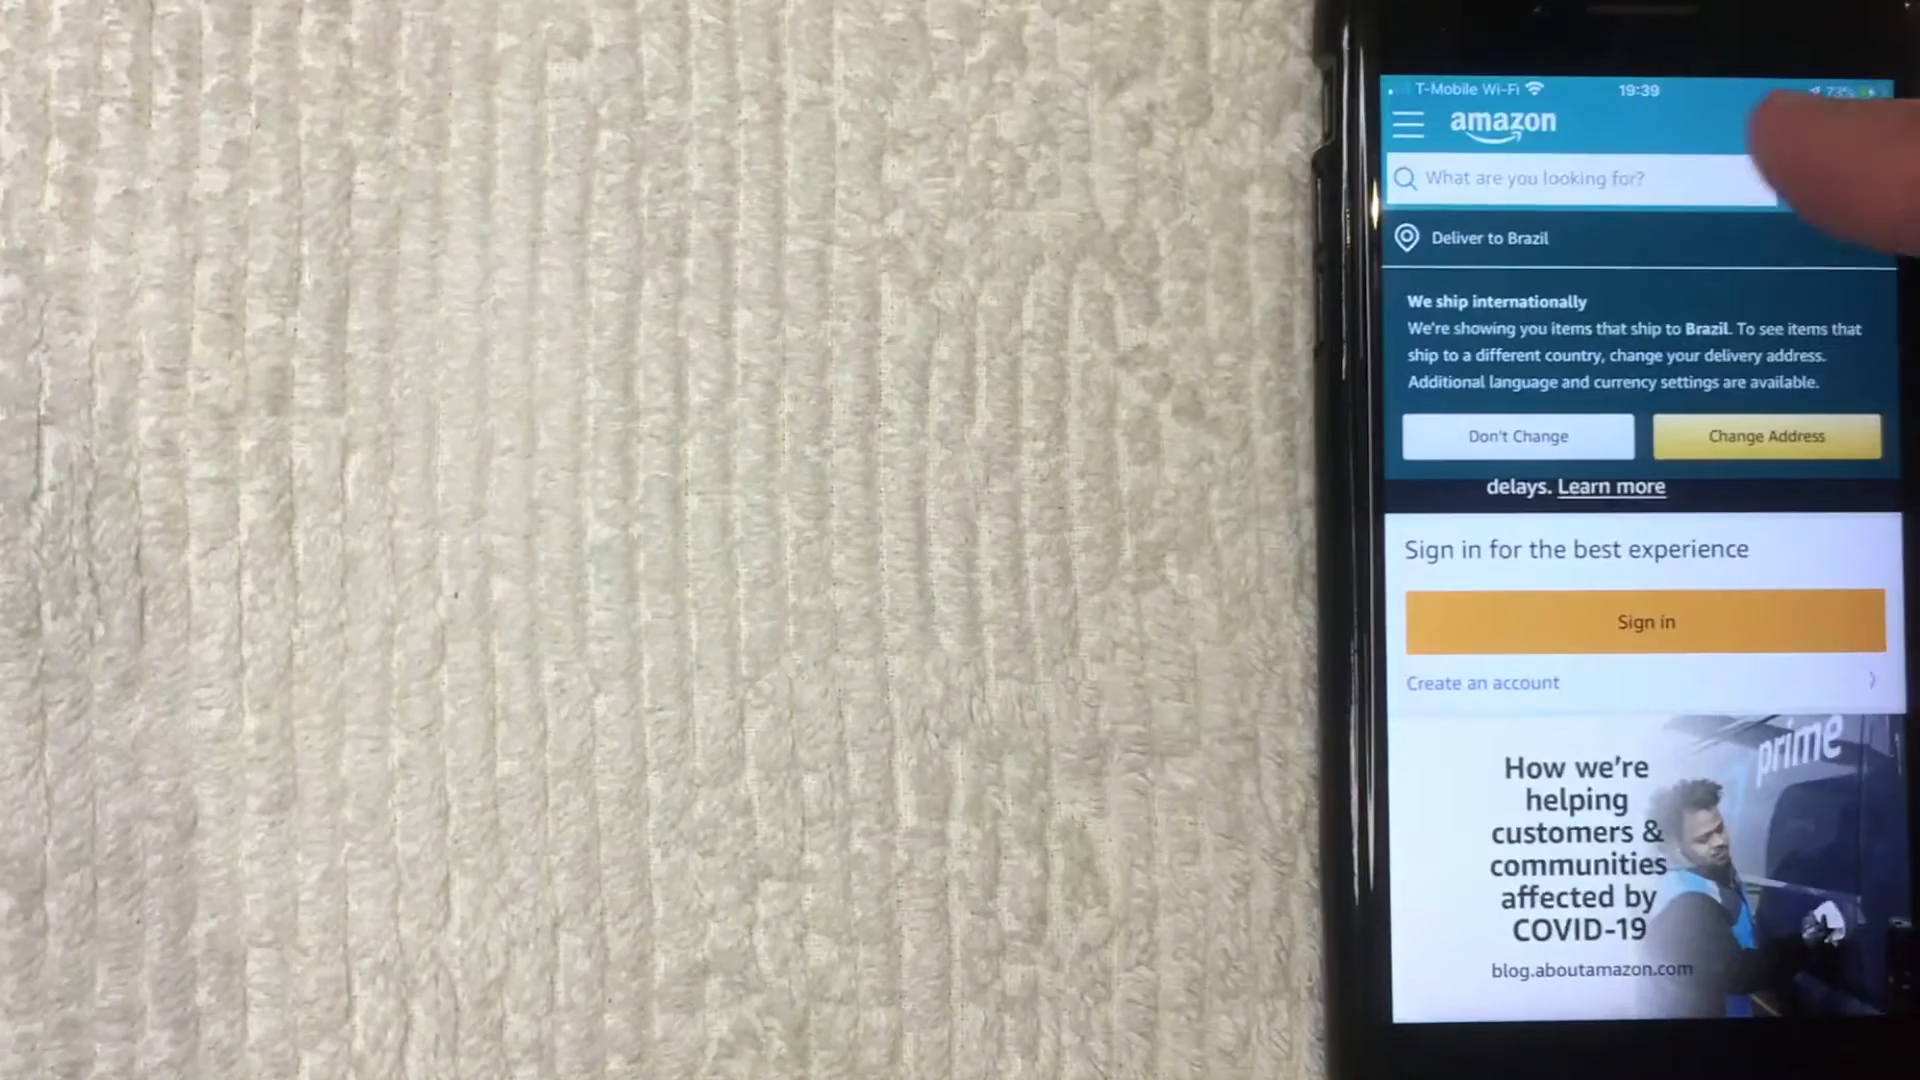 T-Mobile Wi-Fi 19:39 73%
amazon
What are you looking for?
Deliver to Brazil
We ship internationally
We're showing you items that ship to Brazil. To see items that
ship to a different country, change your delivery address.
Additional language and currency settings are available.
Don't Change Change Address
delays. Learn more
Sign in for the best experience
Sign in
Create an account
prime
How we're
helping
customers &
communities
affected by
COVID-19
blog.aboutamazon.com